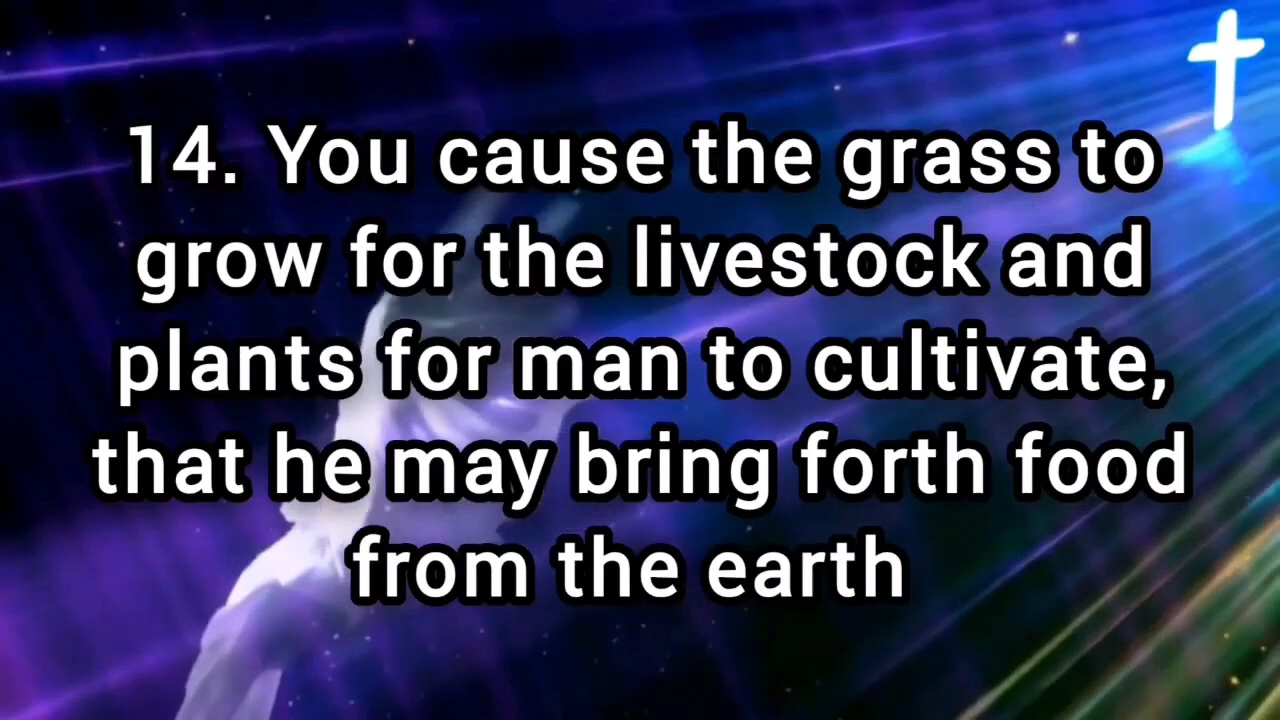 14. You cause the grass to
grow for the livestock and
plants for man to cultivate,
that he may bring forth food
from the earth